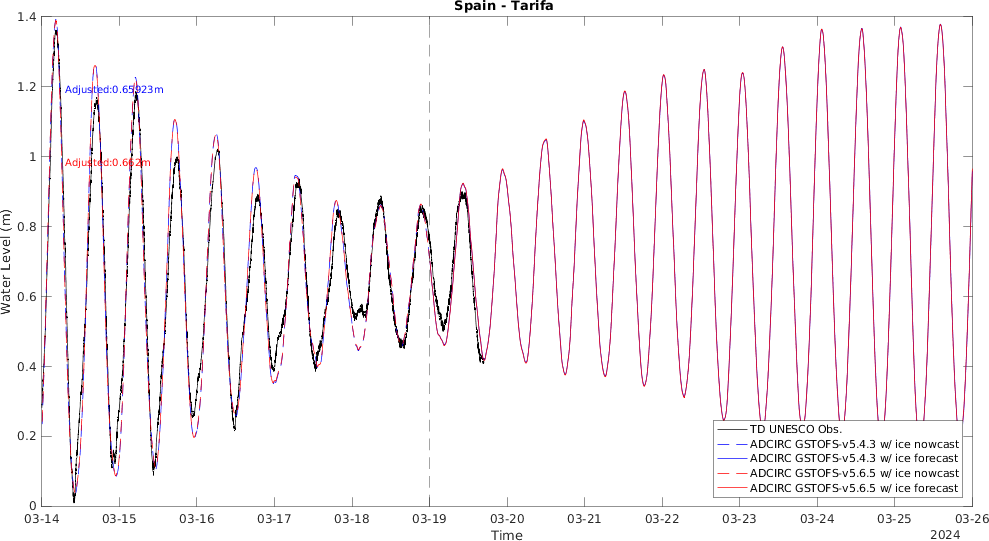 Spain - Tarifa
Water Level (m)
1.4
1.2
1
0.8
0.6
0.4
0.2
0
Adjusted:0.65923m
Adjusted:0.662m
TD UNESCO Obs.
ADCIRC GSTOFS-v5.4.3 w/ ice nowcast
ADCIRC GSTOFS-v5.4.3 w/ ice forecast
ADCIRC GSTOFS-v5.6.5 w/ ice nowcast
ADCIRC GSTOFS-v5.6.5 w/ ice forecast
03-14 03-15 03-16 03-17 03-18 03-19 03-20 03-21 03-22 03-23 03-24 03-25 03-26
Time
2024